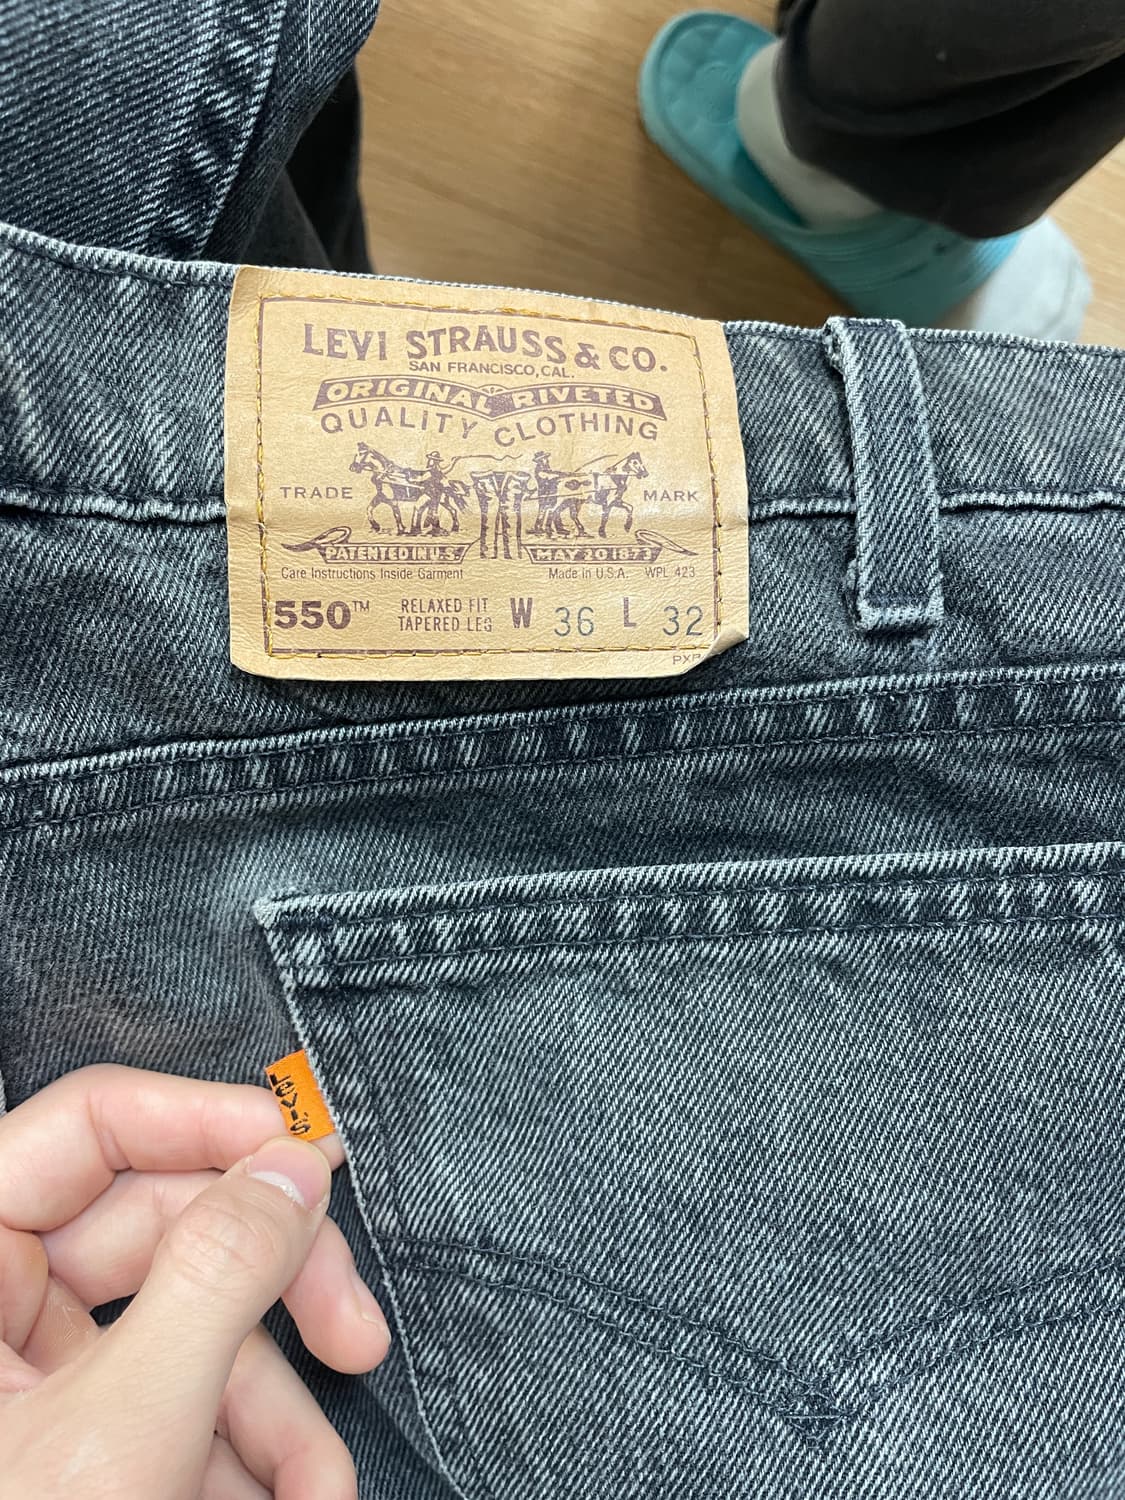 LEVI STRAUSS & CO.
SAN FRANCISCO, CAL.
ORIGINAL RIVETED
QUALITY CLOTHING
TRADE MARK
PATENTED IN U.S. MAY 20 1873
Care Instructions Inside Garment Made in U.S.A. WPL 423
550™ RELAXED FIT TAPERED LEG W 36 L 32
Levi's